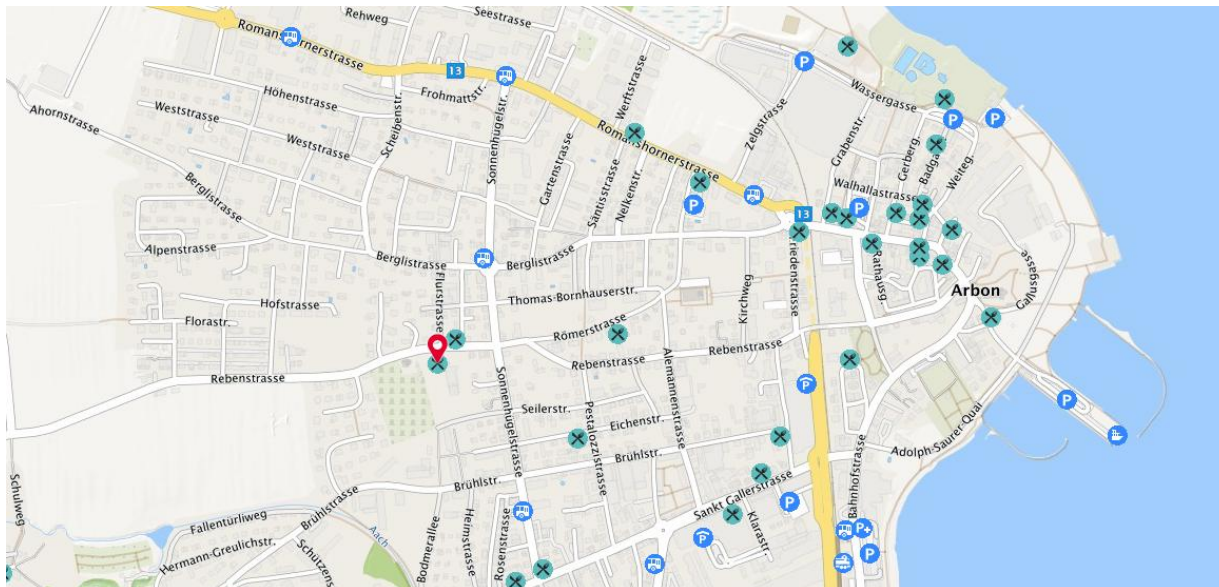 Rehweg
Seestrasse
Romanshornerstrasse
13
Frohmattstr.
Höhenstrasse
Weststrasse
Weststrasse
Ahornstrasse
Scheibenstr.
Sonnenhügelstr.
Werftstrasse
Romanshornerstrasse
Zelgstrasse
P
Wassergasse
P
P
Grabenstr.
Gerberg.
Badga
Weiteg.
Walhallastrasse
P
13
P
Gartenstrasse
Säntisstrasse
Nelkenstr.
Berglistrasse
Alpenstrasse
Berglistrasse
Berglistrasse
Flurstrasse
Hofstrasse
Florastr.
Thomas-Bornhauserstr.
Römerstrasse
Kirchweg
riedenstrasse
Rathausg.
Arbon
Gallusgasse
Rebenstrasse
Rebenstrasse
Rebenstrasse
Alemannenstrasse
P
P
Seilerstr.
Eichenstr.
Pestalozzistrasse
Sonnenhügelstrasse
Brühlstr.
Brühlstr.
Brühlstrasse
Adolph-Saurer-Quai
Bahnhofstrasse
Sankt Gallerstrasse
P
Klarastr.
P
P+
P
Schulweg
Fallentürliweg
Hermann-Greulichstr.
Schützens
Aach
Bodmerallee
Heimstrasse
Rosenstrasse